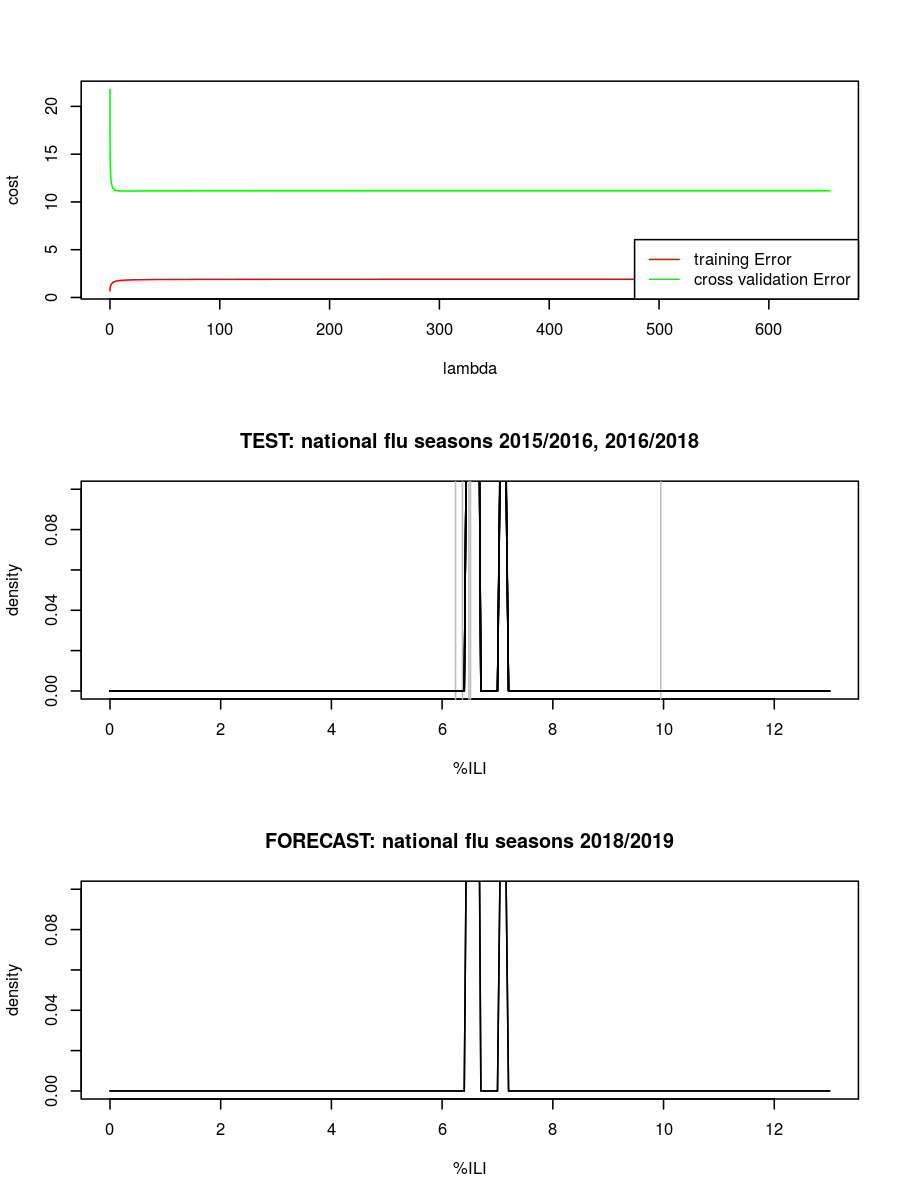 20
15
10
5
0
cost
training Error
cross validation Error
0 100 200 300 400 500 600
lambda
TEST: national flu seasons 2015/2016, 2016/2018
0.08
0.04
0.00
density
0 2 4 6 8 10 12
%ILI
FORECAST: national flu seasons 2018/2019
0.08
0.04
0.00
density
0 2 4 6 8 10 12
%ILI